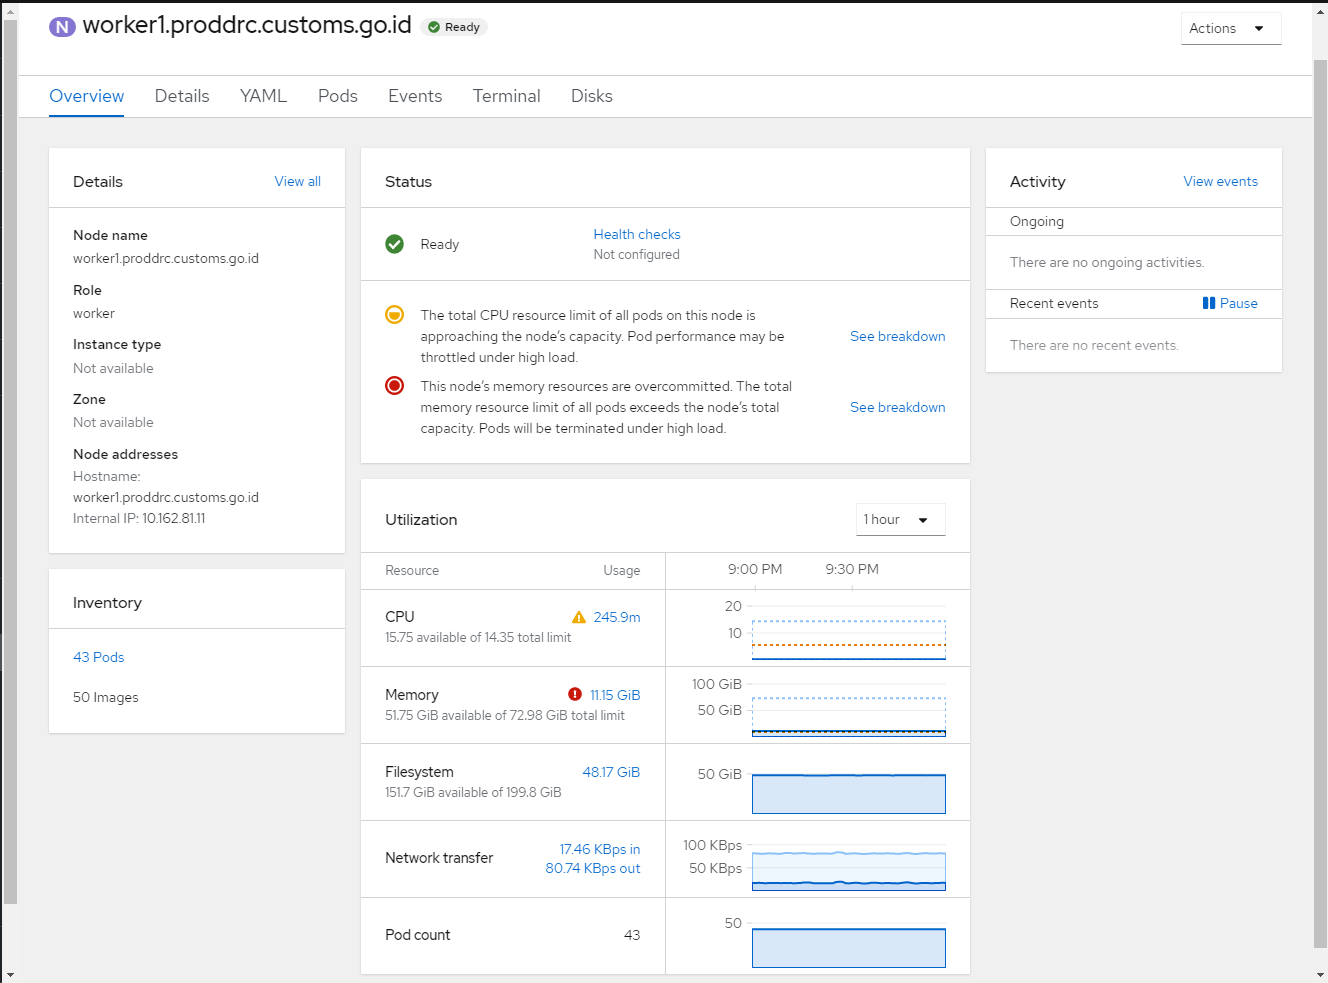 N worker1.proddrc.customs.go.id Ready
Actions
Overview Details YAML Pods Events Terminal Disks
Details View all
Node name
worker1.proddrc.customs.go.id
Role
worker
Instance type
Not available
Zone
Not available
Node addresses
Hostname:
worker1.proddrc.customs.go.id
Internal IP: 10.162.81.11
Inventory
43 Pods
50 Images
Status
Ready
Health checks
Not configured
The total CPU resource limit of all pods on this node is
approaching the node's capacity. Pod performance may be
throttled under high load.
See breakdown
This node's memory resources are overcommitted. The total
memory resource limit of all pods exceeds the node's total
capacity. Pods will be terminated under high load.
See breakdown
Utilization 1 hour
Resource Usage 9:00 PM 9:30 PM
CPU 245.9m
15.75 available of 14.35 total limit
20
10
Memory 11.15 GiB
51.75 GiB available of 72.98 GiB total limit
100 GiB
50 GiB
Filesystem 48.17 GiB
151.7 GiB available of 199.8 GiB
50 GiB
Network transfer
17.46 KBps in
80.74 KBps out
100 KBps
50 KBps
Pod count 43
50
Activity View events
Ongoing
There are no ongoing activities.
Recent events Pause
There are no recent events.